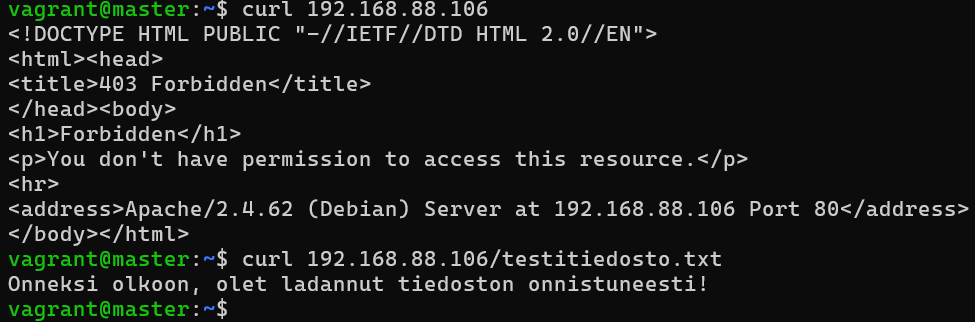 vagrant@master:~$ curl 192.168.88.106
<!DOCTYPE HTML PUBLIC "-//IETF//DTD HTML 2.0//EN">
<html><head>
<title>403 Forbidden</title>
</head><body>
<h1>Forbidden</h1>
<p>You don't have permission to access this resource.</p>
<hr>
<address>Apache/2.4.62 (Debian) Server at 192.168.88.106 Port 80</address>
</body></html>
vagrant@master:~$ curl 192.168.88.106/testitiedosto.txt
Onneksi olkoon, olet ladannut tiedoston onnistuneesti!
vagrant@master:~$